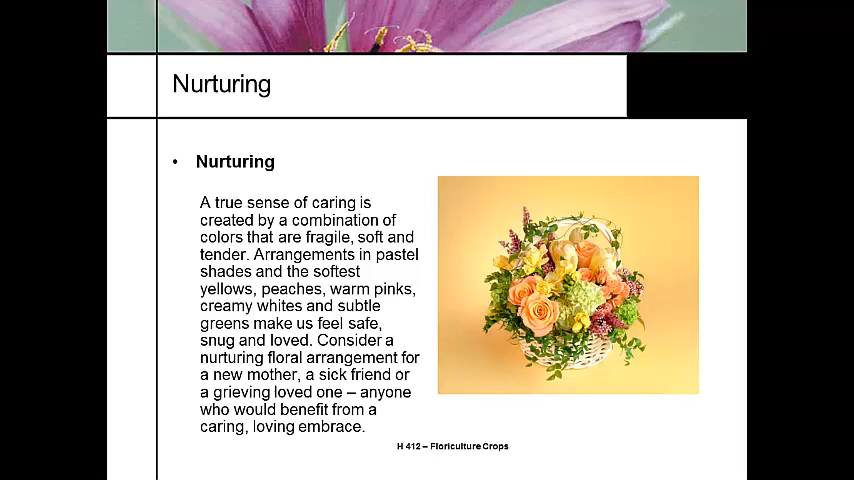 Nurturing
• Nurturing
A true sense of caring is
created by a combination of
colors that are fragile, soft and
tender. Arrangements in pastel
shades and the softest
yellows, peaches, warm pinks,
creamy whites and subtle
greens make us feel safe,
snug and loved. Consider a
nurturing floral arrangement for
a new mother, a sick friend or
a grieving loved one – anyone
who would benefit from a
caring, loving embrace.
H 412 – Floriculture Crops